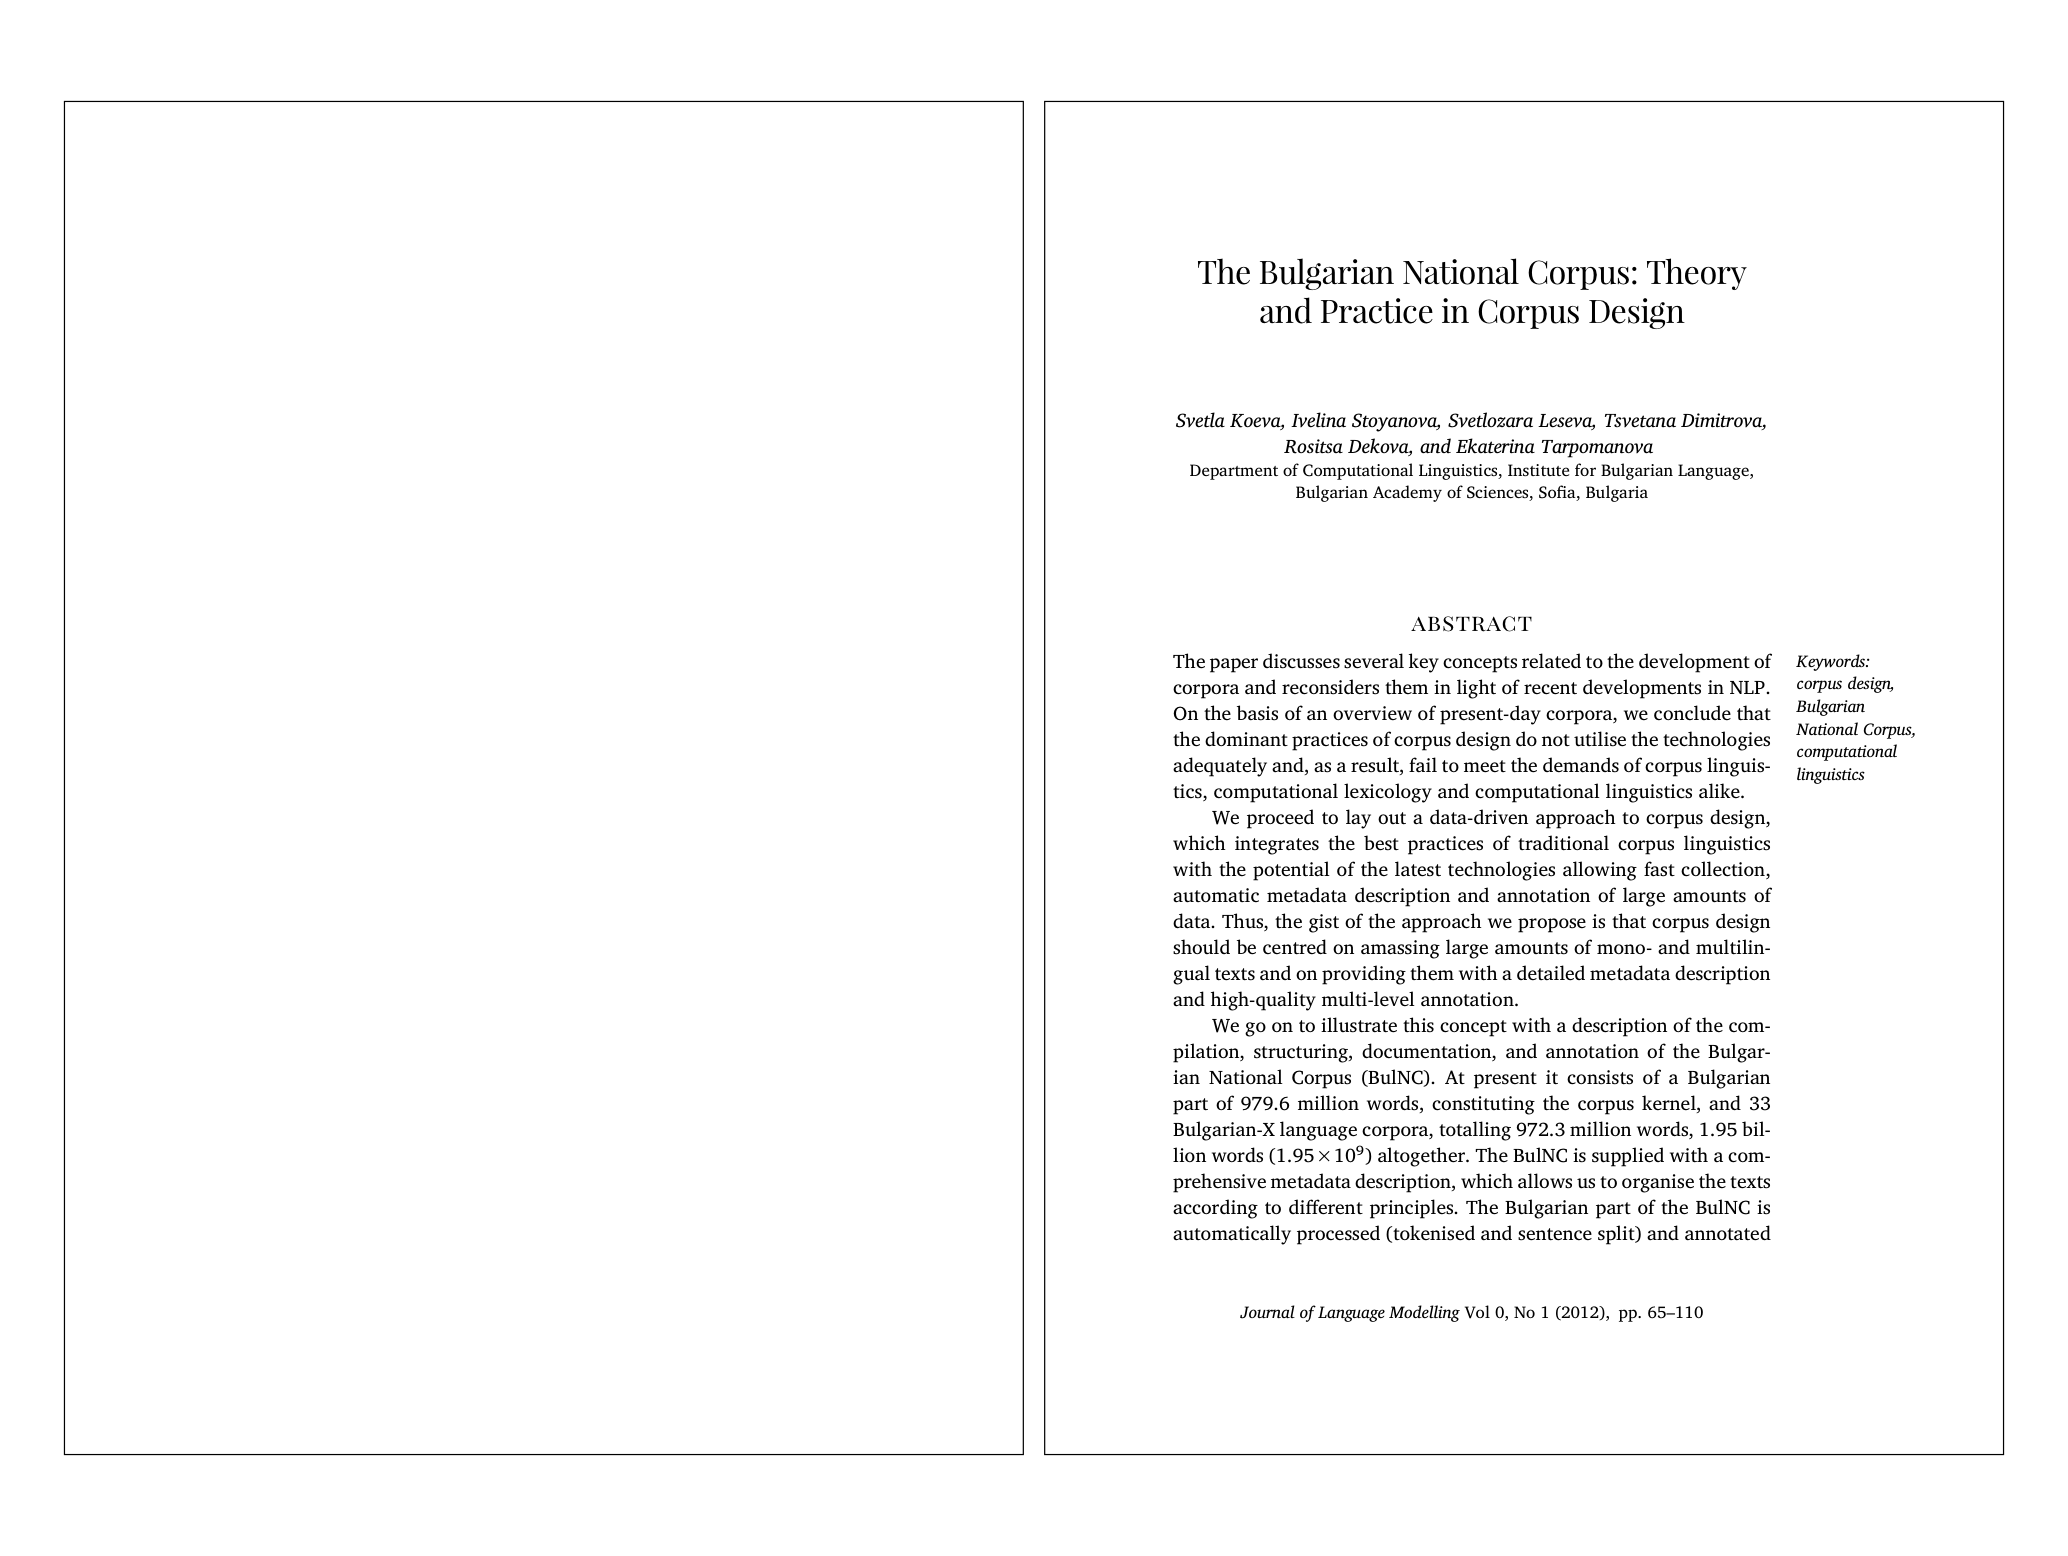 The Bulgarian National Corpus: Theory
and Practice in Corpus Design
Svetla Koeva, Ivelina Stoyanova, Svetlozara Leseva, Tsvetana Dimitrova,
Rositsa Dekova, and Ekaterina Tarpomanova
Department of Computational Linguistics, Institute for Bulgarian Language,
Bulgarian Academy of Sciences, Sofia, Bulgaria
ABSTRACT
The paper discusses several key concepts related to the development of
corpora and reconsiders them in light of recent developments in NLP.
On the basis of an overview of present-day corpora, we conclude that
the dominant practices of corpus design do not utilise the technologies
adequately and, as a result, fail to meet the demands of corpus linguis-
tics, computational lexicology and computational linguistics alike.
We proceed to lay out a data-driven approach to corpus design,
which integrates the best practices of traditional corpus linguistics
with the potential of the latest technologies allowing fast collection,
automatic metadata description and annotation of large amounts of
data. Thus, the gist of the approach we propose is that corpus design
should be centred on amassing large amounts of mono- and multilin-
gual texts and on providing them with a detailed metadata description
and high-quality multi-level annotation.
We go on to illustrate this concept with a description of the com-
pilation, structuring, documentation, and annotation of the Bulgar-
ian National Corpus (BulNC). At present it consists of a Bulgarian
part of 979.6 million words, constituting the corpus kernel, and 33
Bulgarian-X language corpora, totalling 972.3 million words, 1.95 bil-
lion words (1.95×10⁹) altogether. The BulNC is supplied with a com-
prehensive metadata description, which allows us to organise the texts
according to different principles. The Bulgarian part of the BulNC is
automatically processed (tokenised and sentence split) and annotated
Keywords:
corpus design,
Bulgarian
National Corpus,
computational
linguistics
Journal of Language Modelling Vol 0, No 1 (2012), pp. 65–110